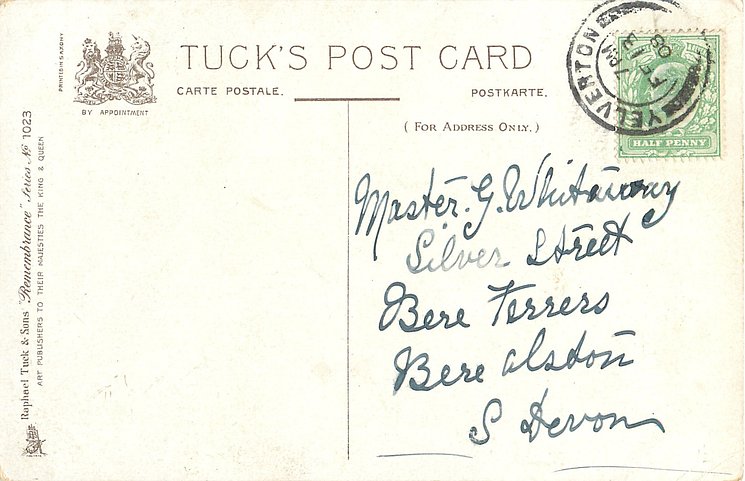 TUCK'S POST CARD
CARTE POSTALE.
POSTKARTE.
(FOR ADDRESS ONLY.)
BY APPOINTMENT
PRINTED IN SAXONY
Raphael Tuck & Sons "Remembrance" Series No 1023
ART PUBLISHERS TO THEIR MAJESTIES THE KING & QUEEN
YELVERTON
HALF PENNY
Master. G. Whitaway
Silver Street
Bere Ferrers
Bere alston
S Devon